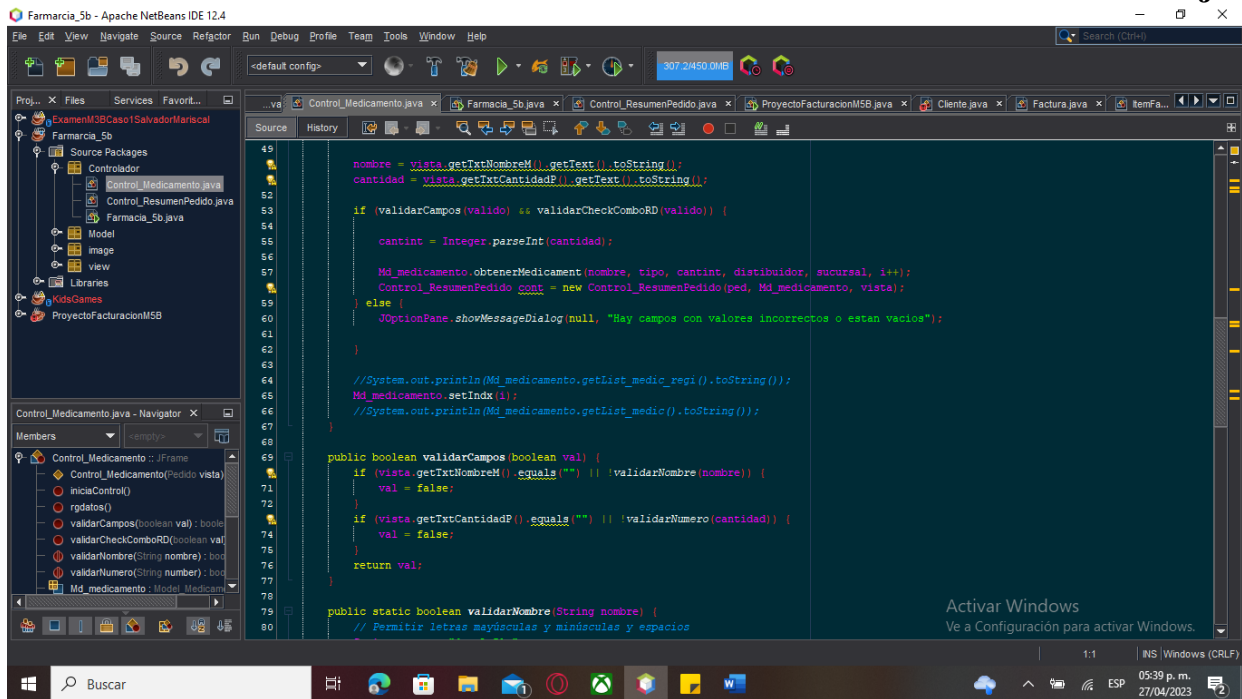 Farmarcia_5b - Apache NetBeans IDE 12.4
File Edit View Navigate Source Refactor Run Debug Profile Team Tools Window Help
Search (Ctrl+I)
<default config>
307.2/450.0MB
Proj... Files Services Favorit...
...va Control_Medicamento.java Farmacia_5b.java Control_ResumenPedido.java ProyectoFacturacionM5B.java Cliente.java Factura.java ItemFa...
Source History
ExamenM3BCaso1SalvadorMariscal
Farmarcia_5b
Source Packages
Controlador
Control_Medicamento.java
Control_ResumenPedido.java
Farmacia_5b.java
Model
image
view
Libraries
KidsGames
ProyectoFacturacionM5B
Control_Medicamento.java - Navigator
Members <empty>
Control_Medicamento :: JFrame
Control_Medicamento(Pedido vista)
iniciaControl()
rgdatos()
validarCampos(boolean val) : boole
validarCheckComboRD(boolean val
validarNombre(String nombre) : boo
validarNumero(String number) : boo
Md_medicamento : Model_Medicame
49
nombre = vista.getTxtNombreM().getText().toString();
cantidad = vista.getTxtCantidadP().getText().toString();
52
53 if (validarCampos(valido) && validarCheckComboRD(valido)) {
54
55 cantint = Integer.parseInt(cantidad);
56
57 Md_medicamento.obtenerMedicament(nombre, tipo, cantint, distibuidor, sucursal, i++);
Control_ResumenPedido cont = new Control_ResumenPedido(ped, Md_medicamento, vista);
59 } else {
60 JOptionPane.showMessageDialog(null, "Hay campos con valores incorrectos o estan vacios");
61
62 }
63
64 //System.out.println(Md_medicamento.getList_medic_regi().toString());
65 Md_medicamento.setIndx(i);
66 //System.out.println(Md_medicamento.getList_medic().toString());
67 }
68
69 public boolean validarCampos(boolean val) {
if (vista.getTxtNombreM().equals("") || !validarNombre(nombre)) {
71 val = false;
72 }
if (vista.getTxtCantidadP().equals("") || !validarNumero(cantidad)) {
74 val = false;
75 }
76 return val;
77 }
78
79 public static boolean validarNombre(String nombre) {
80 // Permitir letras mayúsculas y minúsculas y espacios
Activar Windows
Ve a Configuración para activar Windows.
1:1 INS Windows (CRLF)
Buscar
ESP
05:39 p. m.
27/04/2023
2